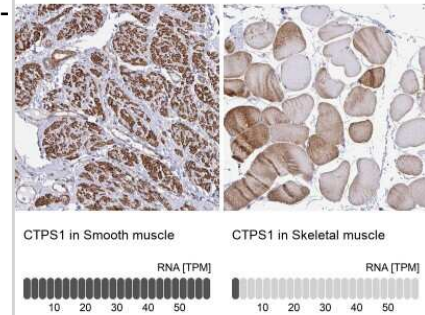 CTPS1 in Smooth muscle
RNA [TPM]
10 20 30 40 50
CTPS1 in Skeletal muscle
RNA [TPM]
10 20 30 40 50